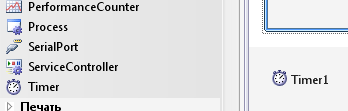 PerformanceCounter
Process
SerialPort
ServiceController
Timer
Печать
Timer1